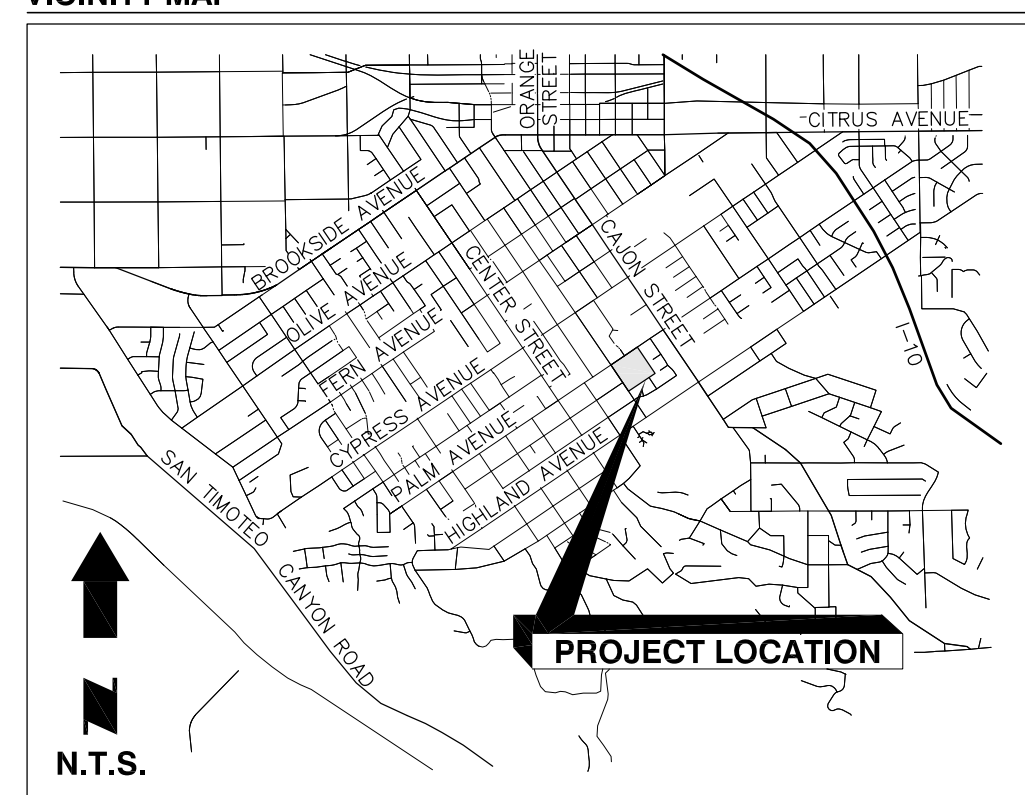 VICINITY MAP
ORANGE
STREET
CITRUS AVENUE
BROOKSIDE AVENUE
OLIVE AVENUE
FERN AVENUE
CYPRESS AVENUE
PALM AVENUE
HIGHLAND AVENUE
CENTER STREET
CAJON STREET
I-10
SAN TIMOTEO
CANYON ROAD
PROJECT LOCATION
N
N.T.S.